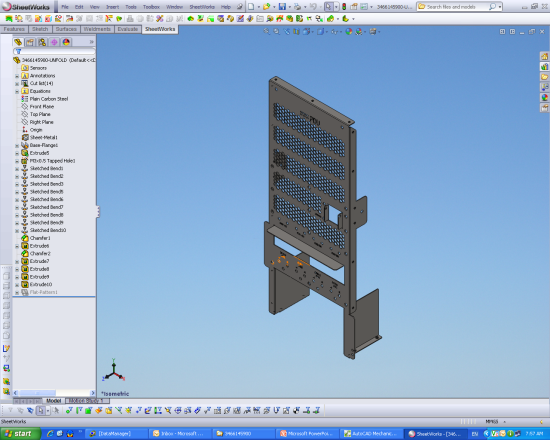 SheetWorks
File Edit View Insert Tools Toolbox Window SheetWorks Help
3466145980-U...
Search files and models
Features Sketch Surfaces Weldments Evaluate SheetWorks
3466145980-UNFOLD (Default <<D
Sensors
Annotations
Cut list(14)
Equations
Plain Carbon Steel
Front Plane
Top Plane
Right Plane
Origin
Sheet-Metal1
Base-Flange1
Extrude5
M10x0.5 Tapped Hole1
Sketched Bend1
Sketched Bend2
Sketched Bend3
Sketched Bend5
Sketched Bend6
Sketched Bend7
Sketched Bend8
Sketched Bend9
Sketched Bend10
Chamfer1
Extrude6
Chamfer2
Extrude7
Extrude8
Extrude9
Extrude10
Flat-Pattern1
*Isometric
Model Motion Study 1
SheetWorks MMGS
start [DataManager] Inbox - Microsoft ... 3466145980 Microsoft PowerPoi... AutoCAD Mechanic... SheetWorks - [346... EN 7:57 AM